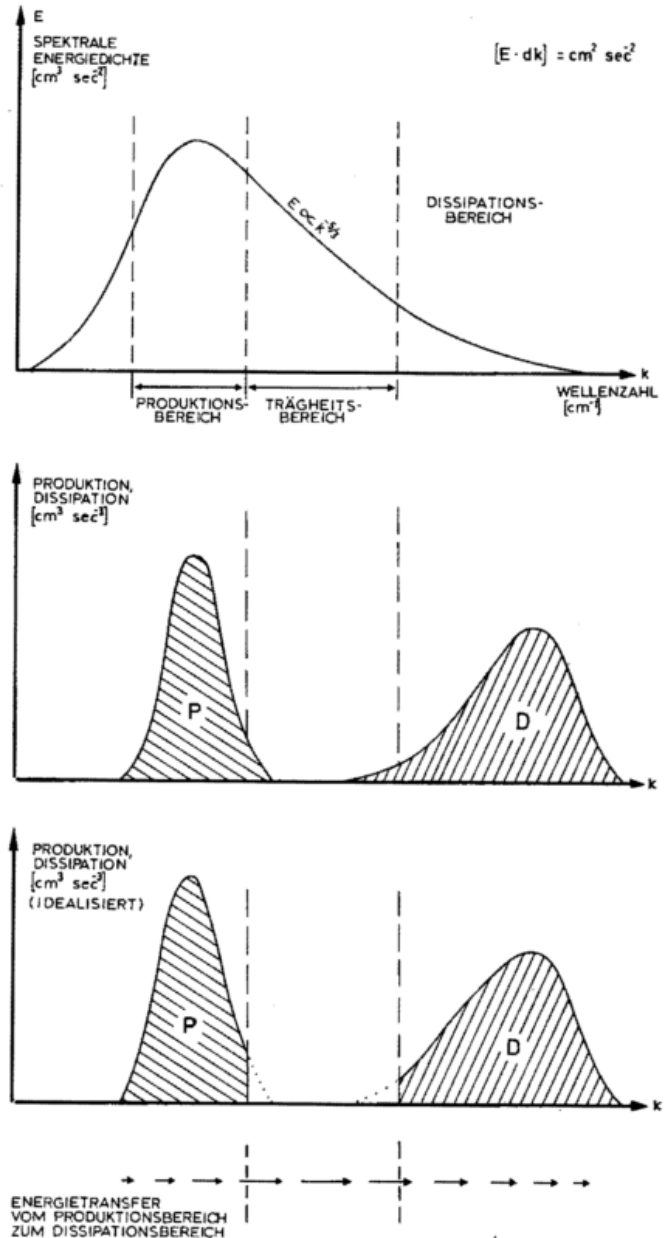 E
SPEKTRALE
ENERGIEDICHTE
[cm³ sec⁻²]
[E · dk] = cm² sec⁻²
E ∝ k⁻⁵/³
DISSIPATIONS-
BEREICH
k
PRODUKTIONS-
BEREICH
TRÄGHEITS-
BEREICH
WELLENZAHL
[cm⁻¹]
PRODUKTION,
DISSIPATION
[cm³ sec⁻³]
P
D
k
PRODUKTION,
DISSIPATION
[cm³ sec⁻³]
(IDEALISIERT)
P
D
k
ENERGIETRANSFER
VOM PRODUKTIONSBEREICH
ZUM DISSIPATIONSBEREICH